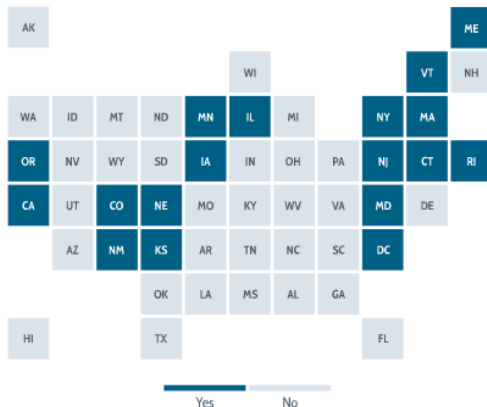 AK ME
WI VT NH
WA ID MT ND MN IL MI NY MA
OR NV WY SD IA IN OH PA NJ CT RI
CA UT CO NE MO KY WV VA MD DE
AZ NM KS AR TN NC SC DC
OK LA MS AL GA
HI TX FL
Yes No